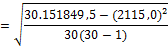 = √((30.151849,5 − (2115,0)²) / (30(30 − 1)))